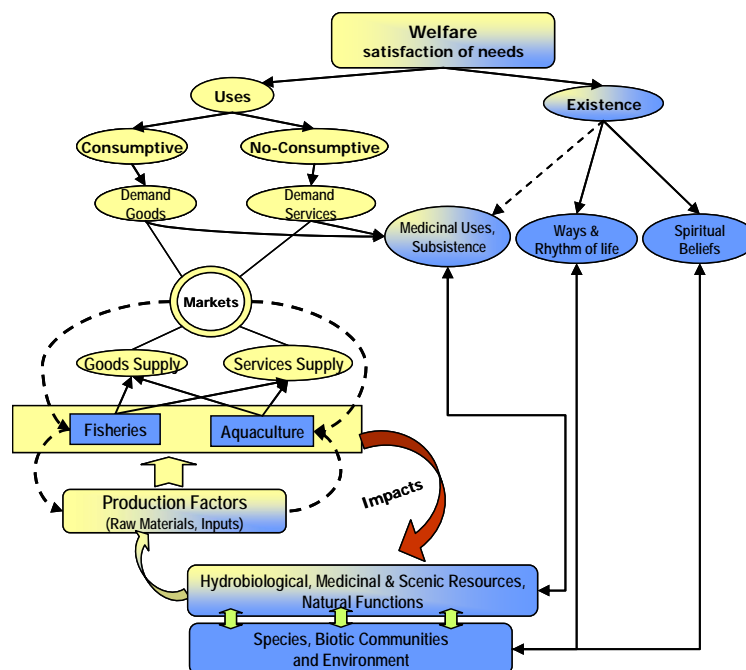 Welfare
satisfaction of needs
Uses
Existence
Consumptive
No-Consumptive
Demand
Goods
Demand
Services
Medicinal Uses,
Subsistence
Ways &
Rhythm of life
Spiritual
Beliefs
Markets
Goods Supply
Services Supply
Fisheries
Aquaculture
Impacts
Production Factors
(Raw Materials, Inputs)
Hydrobiological, Medicinal & Scenic Resources,
Natural Functions
Species, Biotic Communities
and Environment